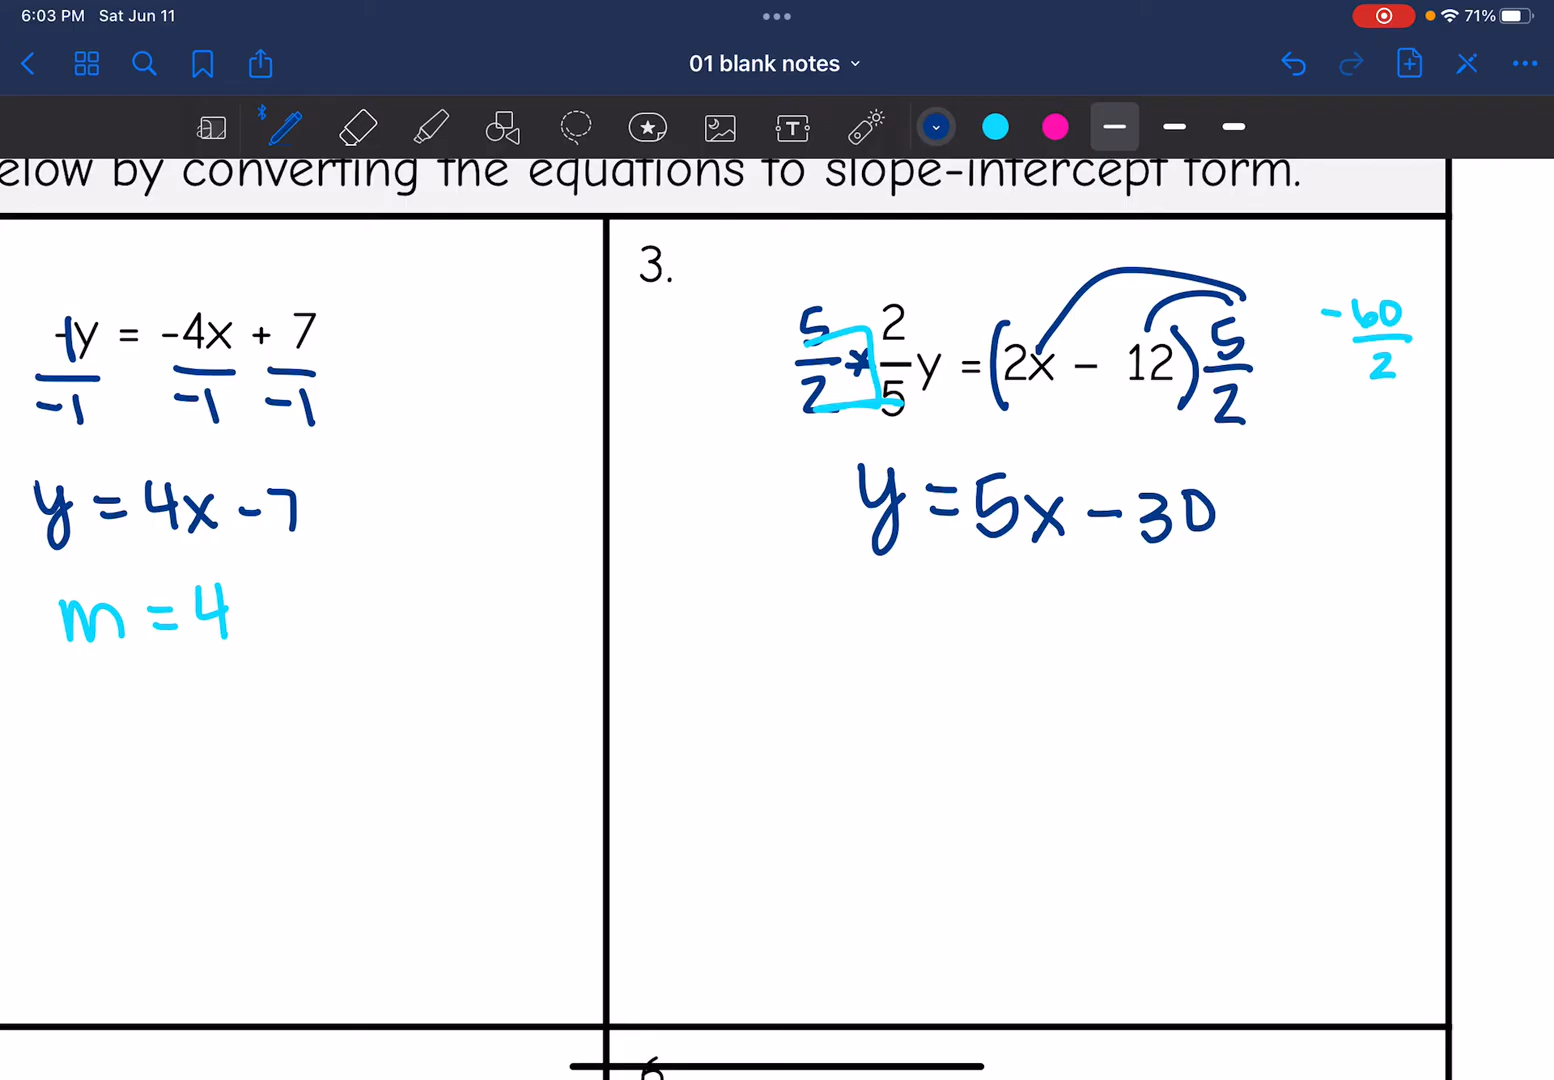 6:03 PM Sat Jun 11
71%
01 blank notes
T
elow by converting the equations to slope-intercept form.
-1y = -4x + 7
-1 -1 -1
y = 4x - 7
m = 4
3.
5/2 * 2/5 y = (2x - 12) 5/2
-60/2
y = 5x - 30
6